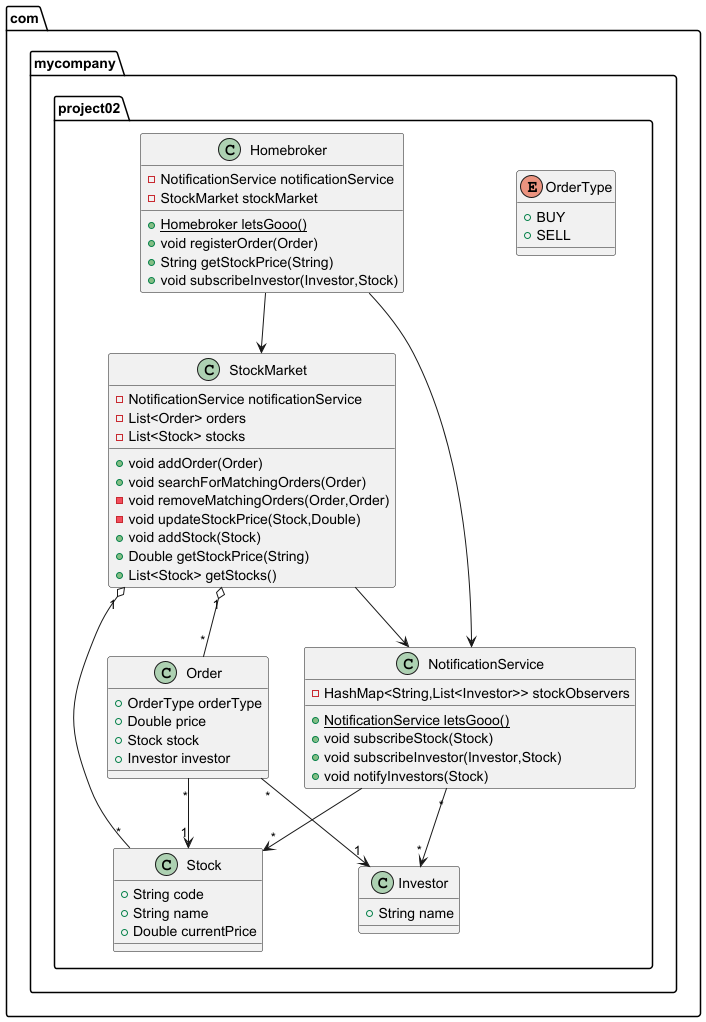 com
mycompany
project02
C Homebroker
NotificationService notificationService
StockMarket stockMarket
Homebroker letsGooo()
void registerOrder(Order)
String getStockPrice(String)
void subscribeInvestor(Investor,Stock)
E OrderType
BUY
SELL
C StockMarket
NotificationService notificationService
List<Order> orders
List<Stock> stocks
void addOrder(Order)
void searchForMatchingOrders(Order)
void removeMatchingOrders(Order,Order)
void updateStockPrice(Stock,Double)
void addStock(Stock)
Double getStockPrice(String)
List<Stock> getStocks()
1
1
*
C Order
OrderType orderType
Double price
Stock stock
Investor investor
C NotificationService
HashMap<String,List<Investor>> stockObservers
NotificationService letsGooo()
void subscribeStock(Stock)
void subscribeInvestor(Investor,Stock)
void notifyInvestors(Stock)
*
*
*
*
1
*
1
*
C Stock
String code
String name
Double currentPrice
C Investor
String name